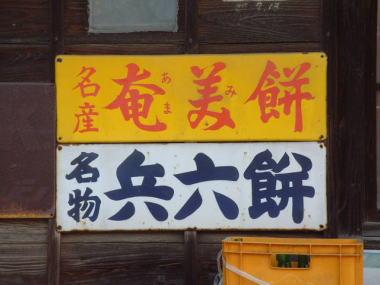 名産 奄美餅
あま み
名物 兵六餅